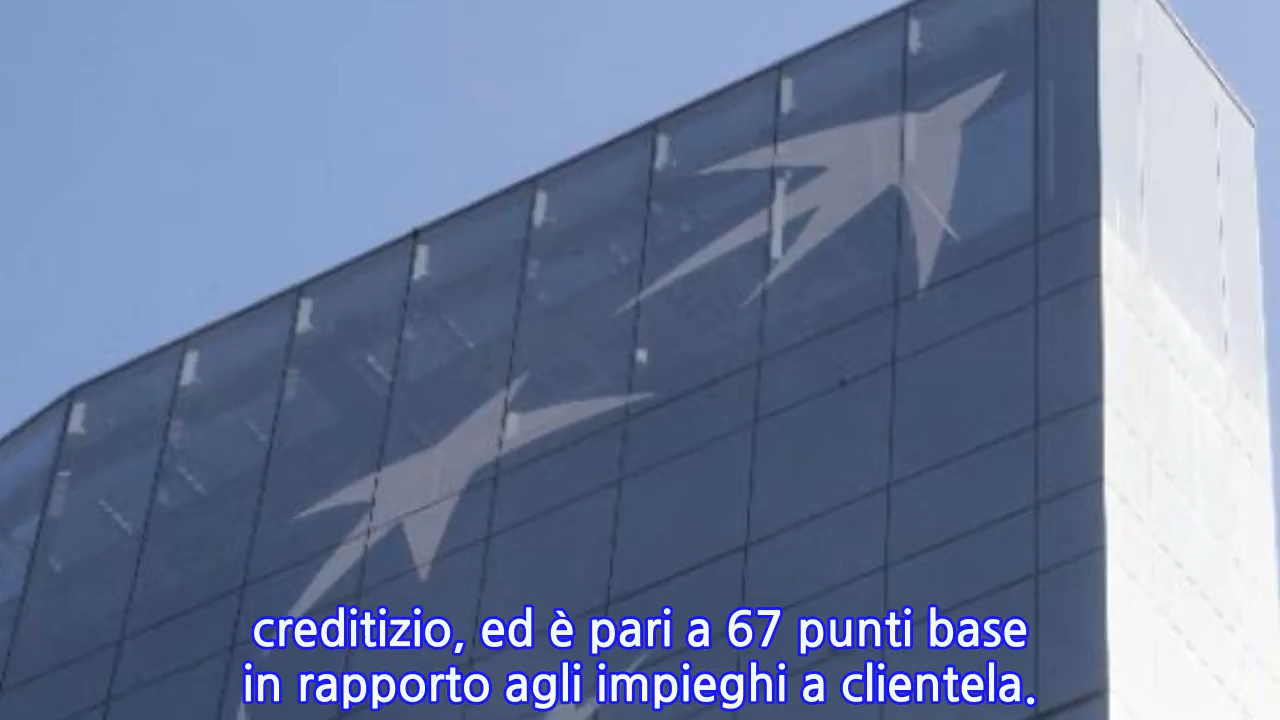 creditizio, ed è pari a 67 punti base
in rapporto agli impieghi a clientela.